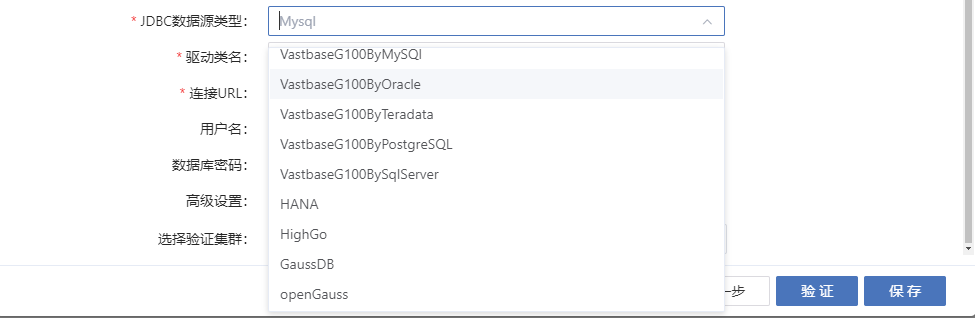 * JDBC数据源类型：
Mysql
* 驱动类名：
* 连接URL：
用户名：
数据库密码：
高级设置：
选择验证集群：
VastbaseG100ByMySQl
VastbaseG100ByOracle
VastbaseG100ByTeradata
VastbaseG100ByPostgreSQL
VastbaseG100BySqlServer
HANA
HighGo
GaussDB
openGauss
步
验证
保存